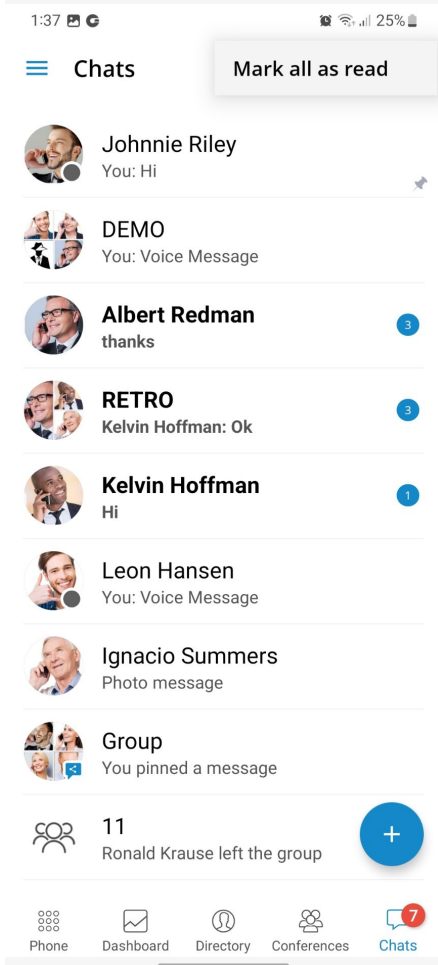 1:37 25%
Chats
Mark all as read
Johnnie Riley
You: Hi
DEMO
You: Voice Message
Albert Redman
thanks
3
RETRO
Kelvin Hoffman: Ok
3
Kelvin Hoffman
Hi
1
Leon Hansen
You: Voice Message
Ignacio Summers
Photo message
Group
You pinned a message
11
Ronald Krause left the group
+
7
Phone Dashboard Directory Conferences Chats